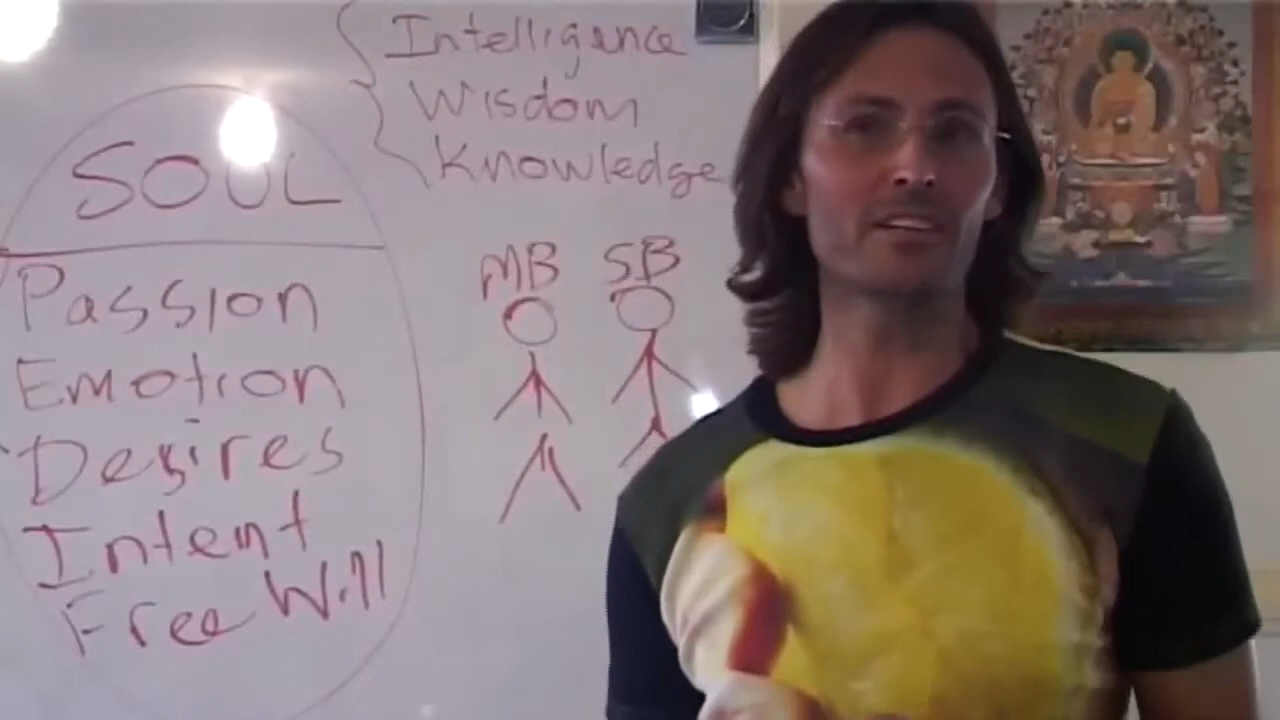 Intelligence
Wisdom
Knowledge
SOUL
Passion
Emotion
Desires
Intent
Free Will
MB
SB